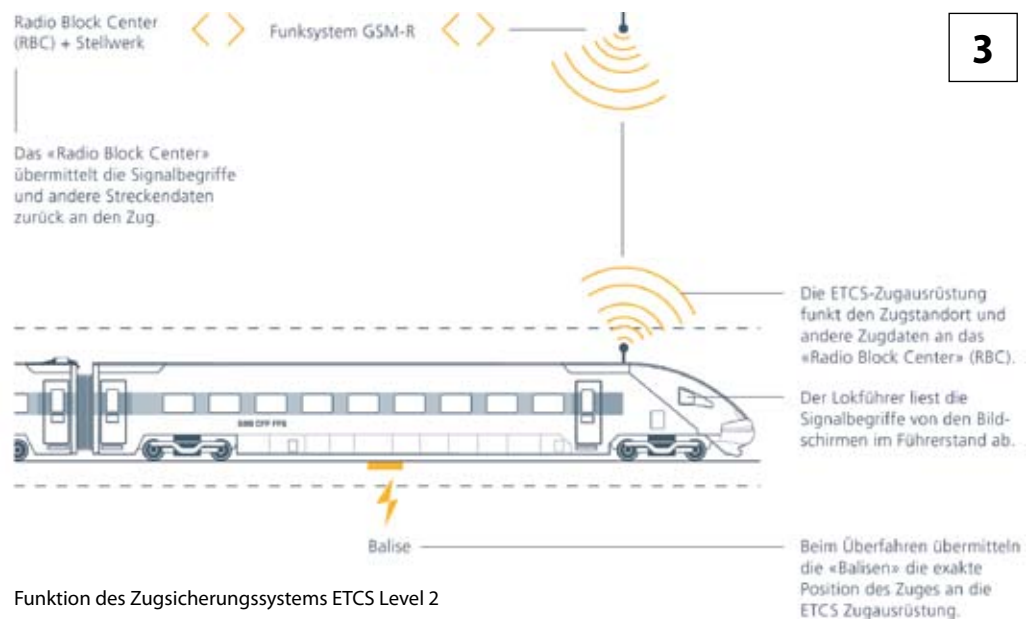 Radio Block Center
(RBC) + Stellwerk
Funksystem GSM-R
3
Das «Radio Block Center»
übermittelt die Signalbegriffe
und andere Streckendaten
zurück an den Zug.
Die ETCS-Zugausrüstung
funkt den Zugstandort und
andere Zugdaten an das
«Radio Block Center» (RBC).
Der Lokführer liest die
Signalbegriffe von den Bild-
schirmen im Führerstand ab.
SBB CFF FFS
Balise
Beim Überfahren übermitteln
die «Balisen» die exakte
Position des Zuges an die
ETCS Zugausrüstung.
Funktion des Zugsicherungssystems ETCS Level 2